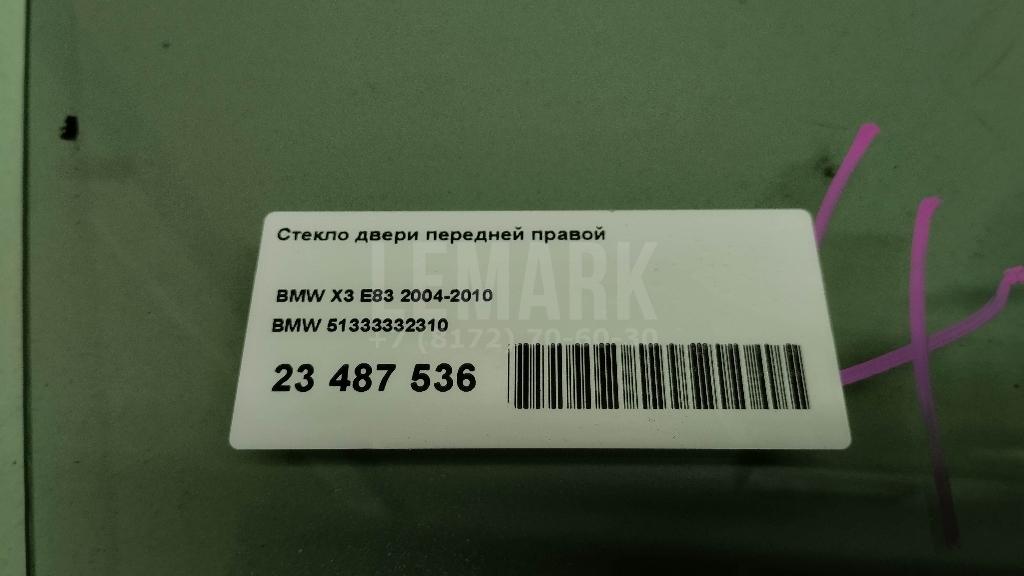 Стекло двери передней правой
LEMARK
BMW X3 E83 2004-2010
BMW 51333332310
+7 (8172) 70-60-30
23 487 536